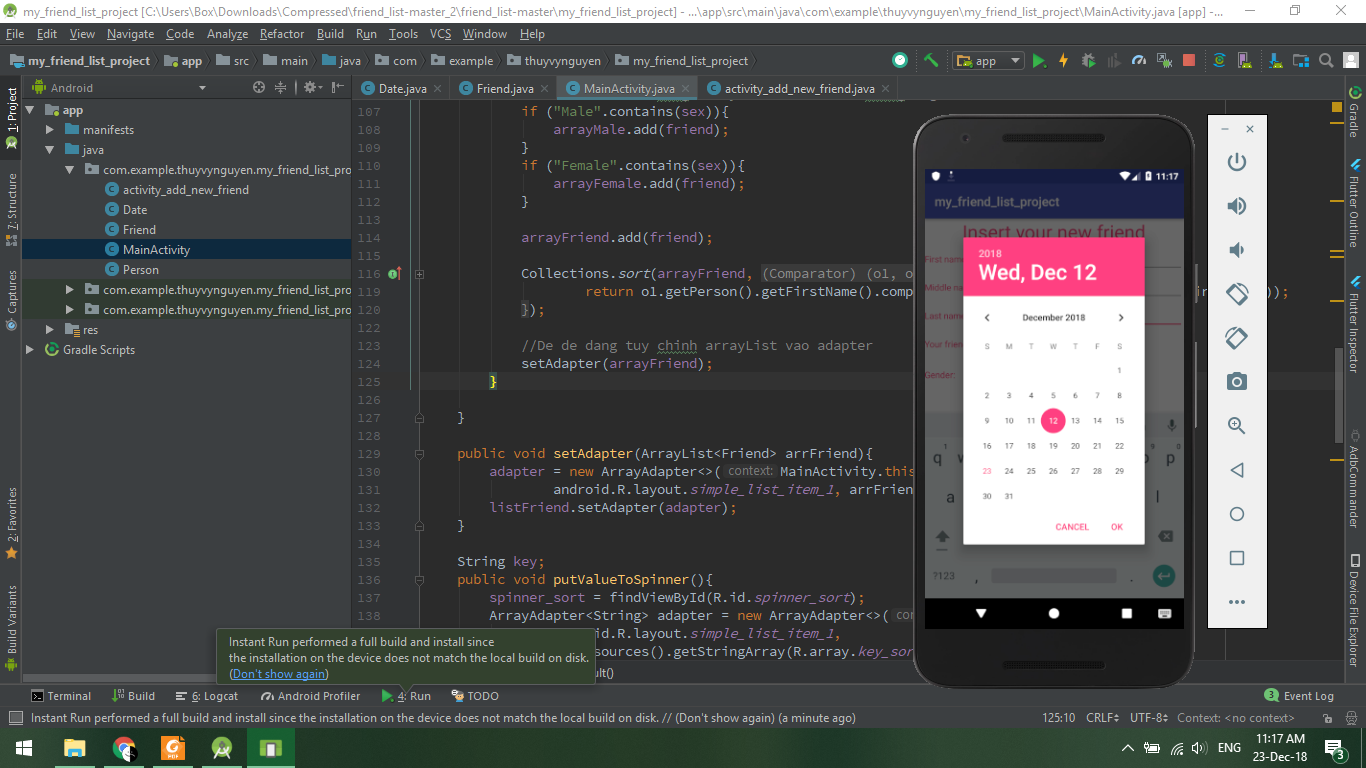 my_friend_list_project [C:\Users\Box\Downloads\Compressed\friend_list-master_2\friend_list-master\my_friend_list_project] - ...\app\src\main\java\com\example\thuyvynguyen\my_friend_list_project\MainActivity.java [app] -...
File Edit View Navigate Code Analyze Refactor Build Run Tools VCS Window Help
my_friend_list_project app src main java com example thuyvynguyen my_friend_list_project
app
Android
Date.java Friend.java MainActivity.java activity_add_new_friend.java
1: Project
7: Structure
Captures
2: Favorites
Build Variants
app
manifests
java
com.example.thuyvynguyen.my_friend_list_pro
activity_add_new_friend
Date
Friend
MainActivity
Person
com.example.thuyvynguyen.my_friend_list_pro
com.example.thuyvynguyen.my_friend_list_pro
res
Gradle Scripts
107 if ("Male".contains(sex)){
108 arrayMale.add(friend);
109 }
110 if ("Female".contains(sex)){
111 arrayFemale.add(friend);
112 }
113
114 arrayFriend.add(friend);
115
116 Collections.sort(arrayFriend, (Comparator) (ol, o
119 return ol.getPerson().getFirstName().comp ));
120 });
122
123 //De de dang tuy chinh arrayList vao adapter
124 setAdapter(arrayFriend);
125 }
126
127 }
128
129 public void setAdapter(ArrayList<Friend> arrFriend){
130 adapter = new ArrayAdapter<>( context: MainActivity.this
131 android.R.layout.simple_list_item_1, arrFrien
132 listFriend.setAdapter(adapter);
133 }
134
135 String key;
136 public void putValueToSpinner(){
137 spinner_sort = findViewById(R.id.spinner_sort);
138 ArrayAdapter<String> adapter = new ArrayAdapter<>( co
id.R.layout.simple_list_item_1,
sources().getStringArray(R.array.key_sor
ult()
11:17
my_friend_list_project
Insert your new friend
First name
Middle na
Last name
Your frien
Gender:
2018
Wed, Dec 12
December 2018
S M T W T F S
1
2 3 4 5 6 7 8
9 10 11 12 13 14 15
16 17 18 19 20 21 22
23 24 25 26 27 28 29
30 31
CANCEL OK
q w p
a l
?123 , .
Gradle
Flutter Outline
Flutter Inspector
AdbCommander
Device File Explorer
Instant Run performed a full build and install since
the installation on the device does not match the local build on disk.
(Don't show again)
Terminal Build 6: Logcat Android Profiler 4: Run TODO 3 Event Log
Instant Run performed a full build and install since the installation on the device does not match the local build on disk. // (Don't show again) (a minute ago) 125:10 CRLF UTF-8 Context: <no context>
PDF
ENG
11:17 AM
23-Dec-18
3